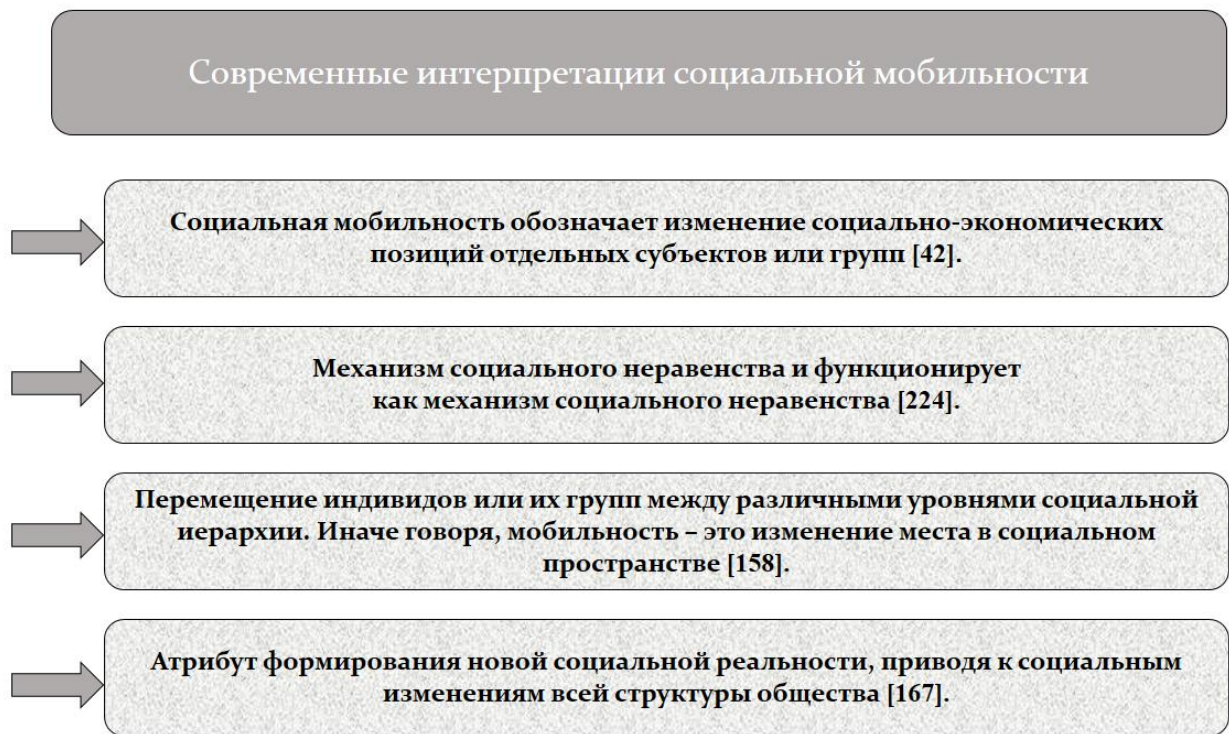 Современные интерпретации социальной мобильности
Социальная мобильность обозначает изменение социально-экономических
позиций отдельных субъектов или групп [42].
Механизм социального неравенства и функционирует
как механизм социального неравенства [224].
Перемещение индивидов или их групп между различными уровнями социальной
иерархии. Иначе говоря, мобильность – это изменение места в социальном
пространстве [158].
Атрибут формирования новой социальной реальности, приводя к социальным
изменениям всей структуры общества [167].